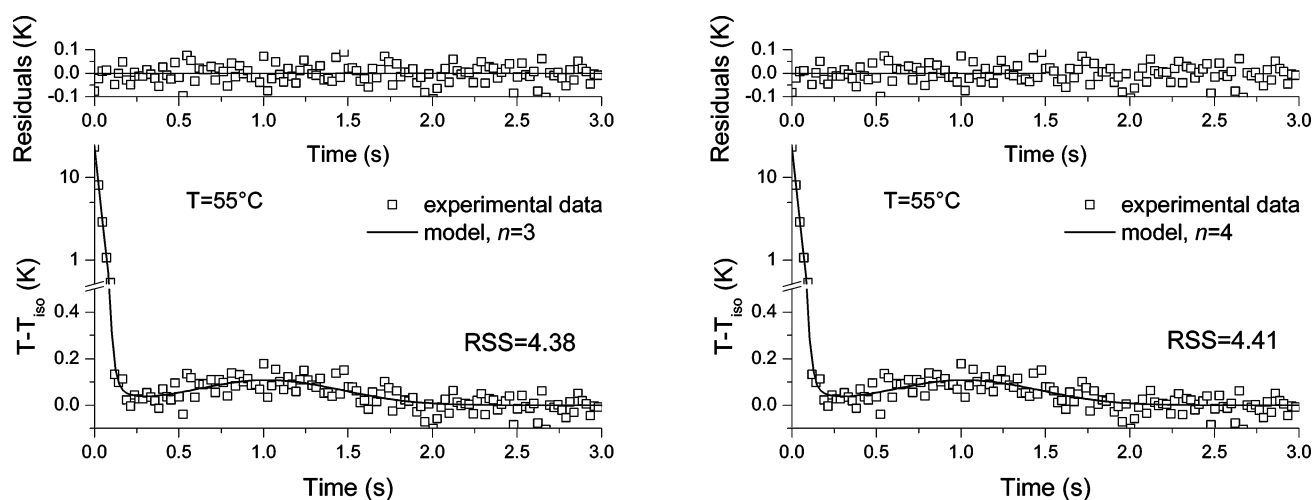 Residuals (K)
0.1
0.0
-0.1
0.0 0.5 1.0 1.5 2.0 2.5 3.0
Time (s)
T-Tiso (K)
10
1
0.4
0.2
0.0
T=55°C
experimental data
model, n=3
RSS=4.38
0.0 0.5 1.0 1.5 2.0 2.5 3.0
Time (s)
Residuals (K)
0.1
0.0
-0.1
0.0 0.5 1.0 1.5 2.0 2.5 3.0
Time (s)
T-Tiso (K)
10
1
0.4
0.2
0.0
T=55°C
experimental data
model, n=4
RSS=4.41
0.0 0.5 1.0 1.5 2.0 2.5 3.0
Time (s)